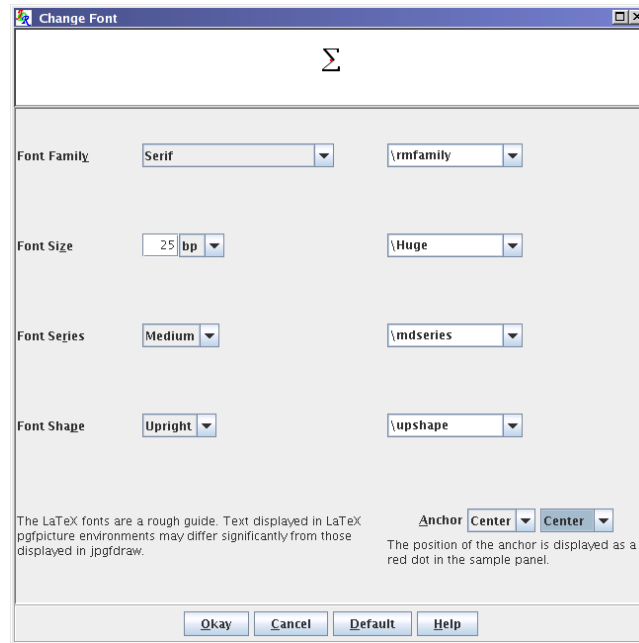 Change Font
Σ
Font Family Serif \rmfamily
Font Size 25 bp \Huge
Font Series Medium \mdseries
Font Shape Upright \upshape
Anchor Center Center
The LaTeX fonts are a rough guide. Text displayed in LaTeX
pgfpicture environments may differ significantly from those
displayed in jpgfdraw.
The position of the anchor is displayed as a
red dot in the sample panel.
Okay Cancel Default Help